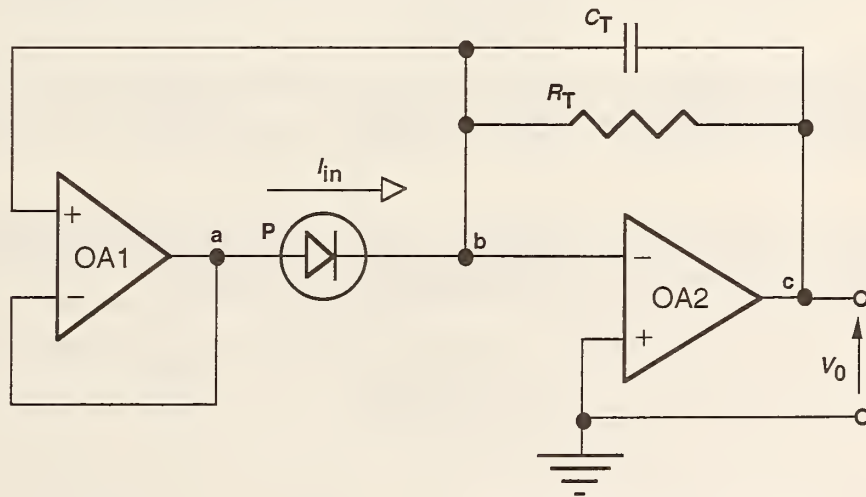 C_T
R_T
I_in
+
OA1
−
a
P
b
−
OA2
+
c
V_0